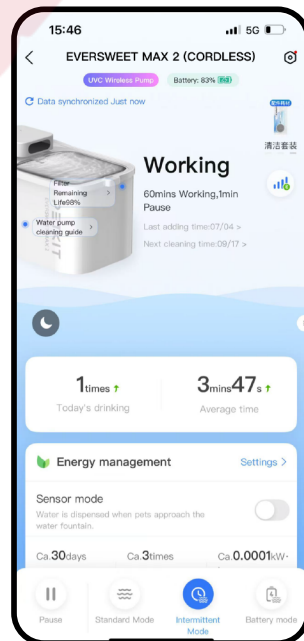 15:46
5G
EVERSWEET MAX 2 (CORDLESS)
UVC Wireless Pump
Battery: 83%
Data synchronized Just now
清洁套装
Working
60mins Working,1min
Pause
Filter
Remaining
Life98%
Water pump
cleaning guide
Last adding time:07/04 >
Next cleaning time:09/17 >
1times ↑
3mins47s ↑
Today's drinking
Average time
Energy management
Settings >
Sensor mode
Water is dispensed when pets approach the
water fountain.
Ca.30days
Ca.3times
Ca.0.0001kW·
Pause
Standard Mode
Intermittent
Mode
Battery mode